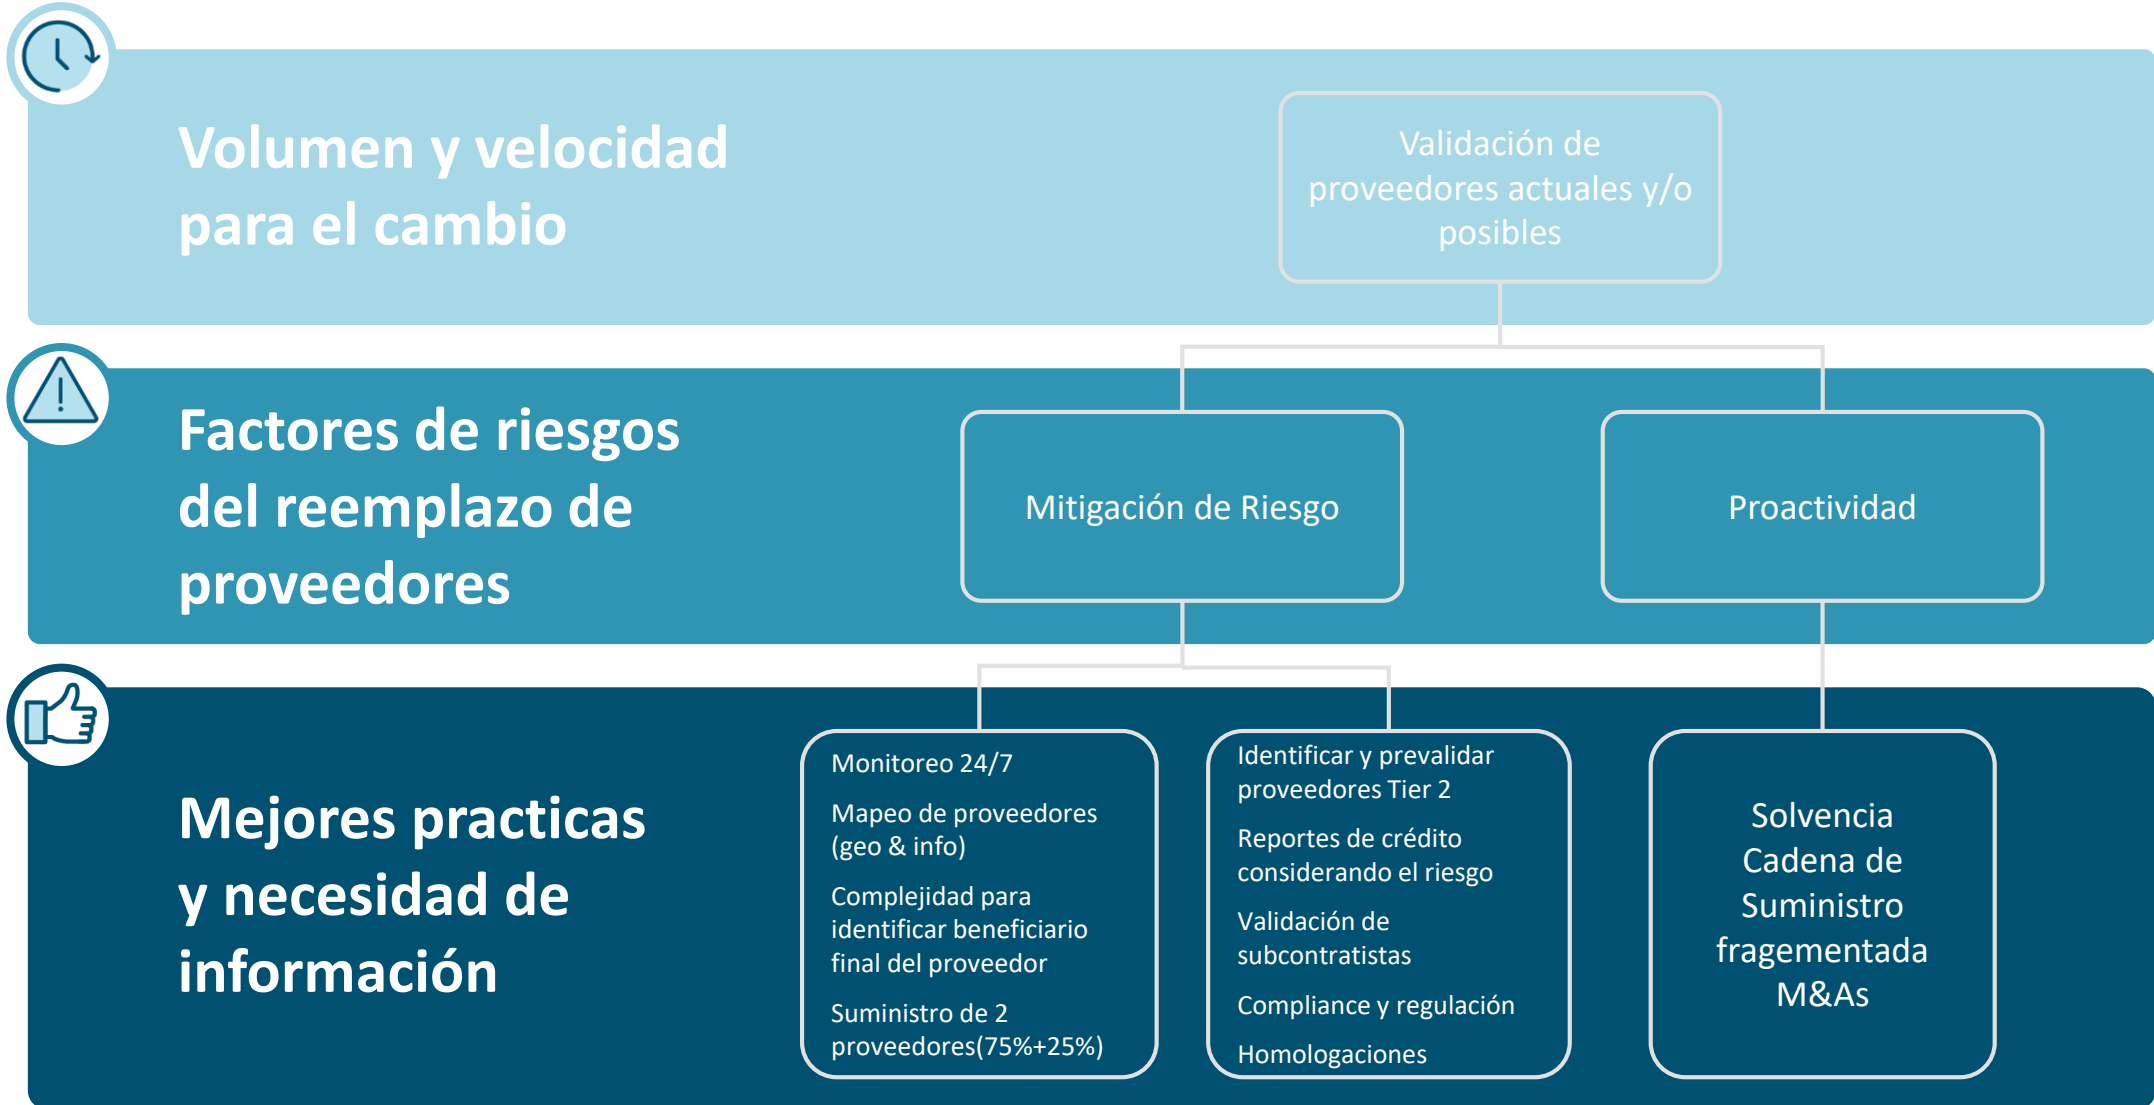 Volumen y velocidad
para el cambio
Validación de
proveedores actuales y/o
posibles
Factores de riesgos
del reemplazo de
proveedores
Mitigación de Riesgo
Proactividad
Mejores practicas
y necesidad de
información
Monitoreo 24/7
Mapeo de proveedores
(geo & info)
Complejidad para
identificar beneficiario
final del proveedor
Suministro de 2
proveedores(75%+25%)
Identificar y prevalidar
proveedores Tier 2
Reportes de crédito
considerando el riesgo
Validación de
subcontratistas
Compliance y regulación
Homologaciones
Solvencia
Cadena de
Suministro
fragementada
M&As